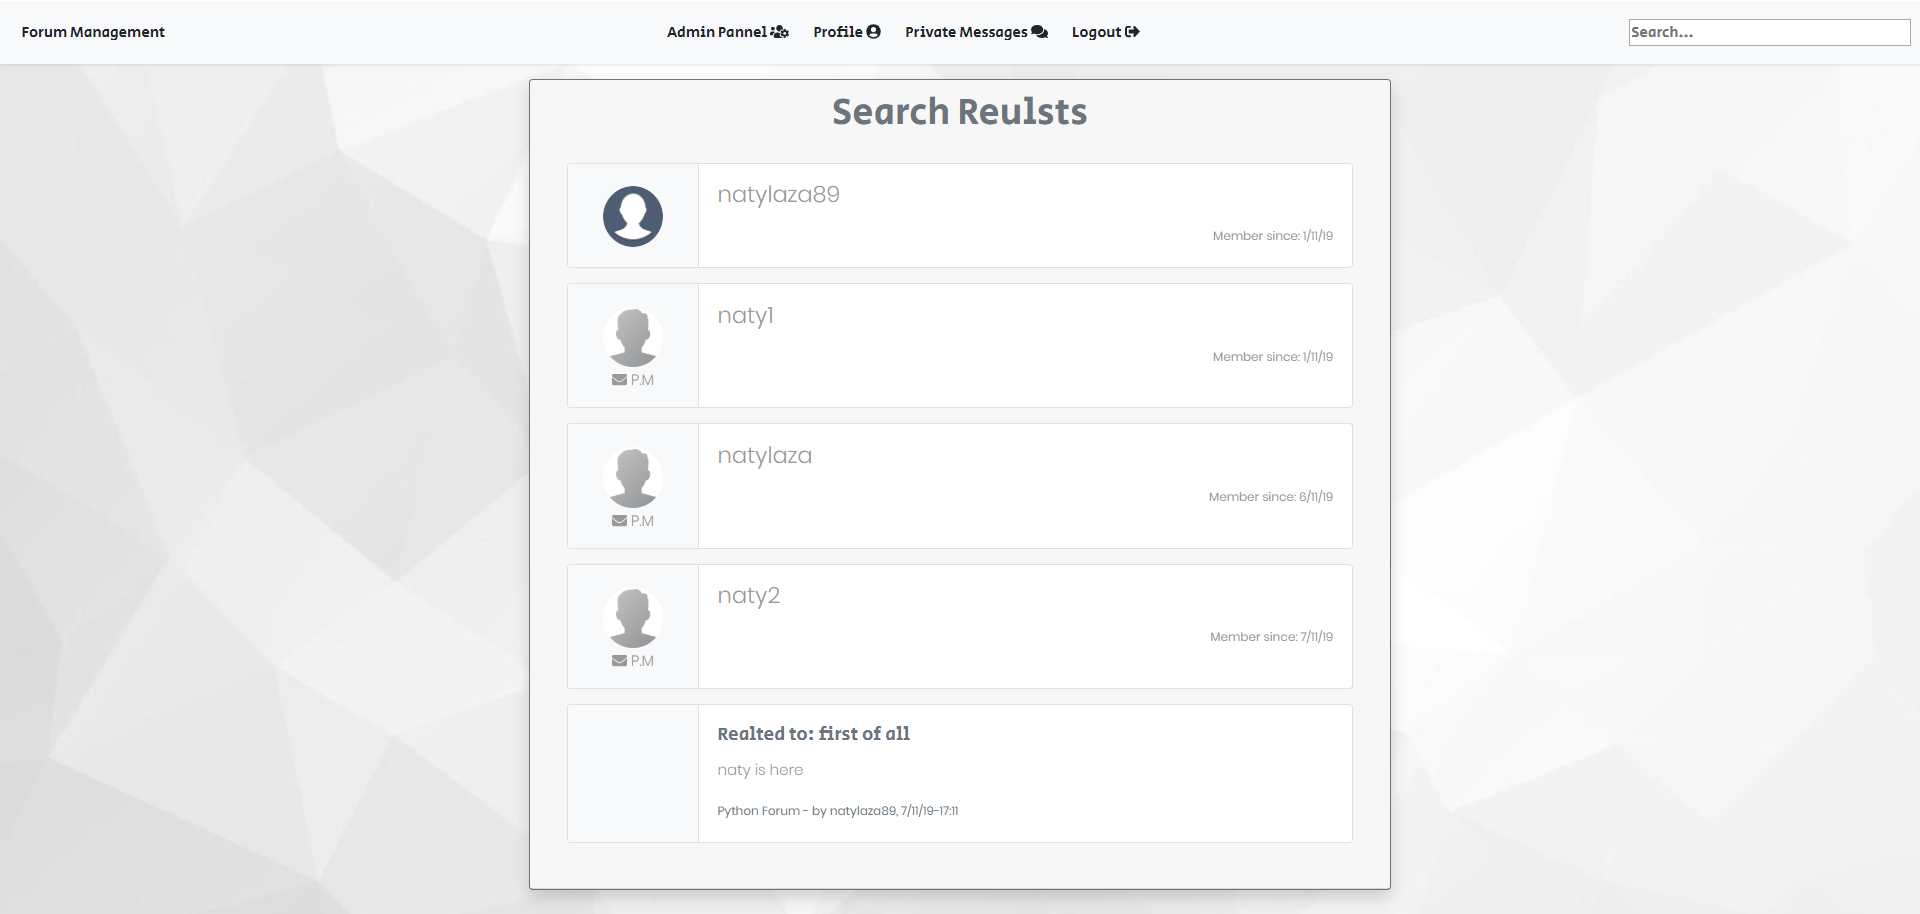 Forum Management
Admin Pannel
Profile
Private Messages
Logout
Search...
Search Reulsts
natylaza89
Member since: 1/11/19
naty1
Member since: 1/11/19
P.M
natylaza
Member since: 6/11/19
P.M
naty2
Member since: 7/11/19
P.M
Realted to: first of all
naty is here
Python Forum - by natylaza89, 7/11/19-17:11